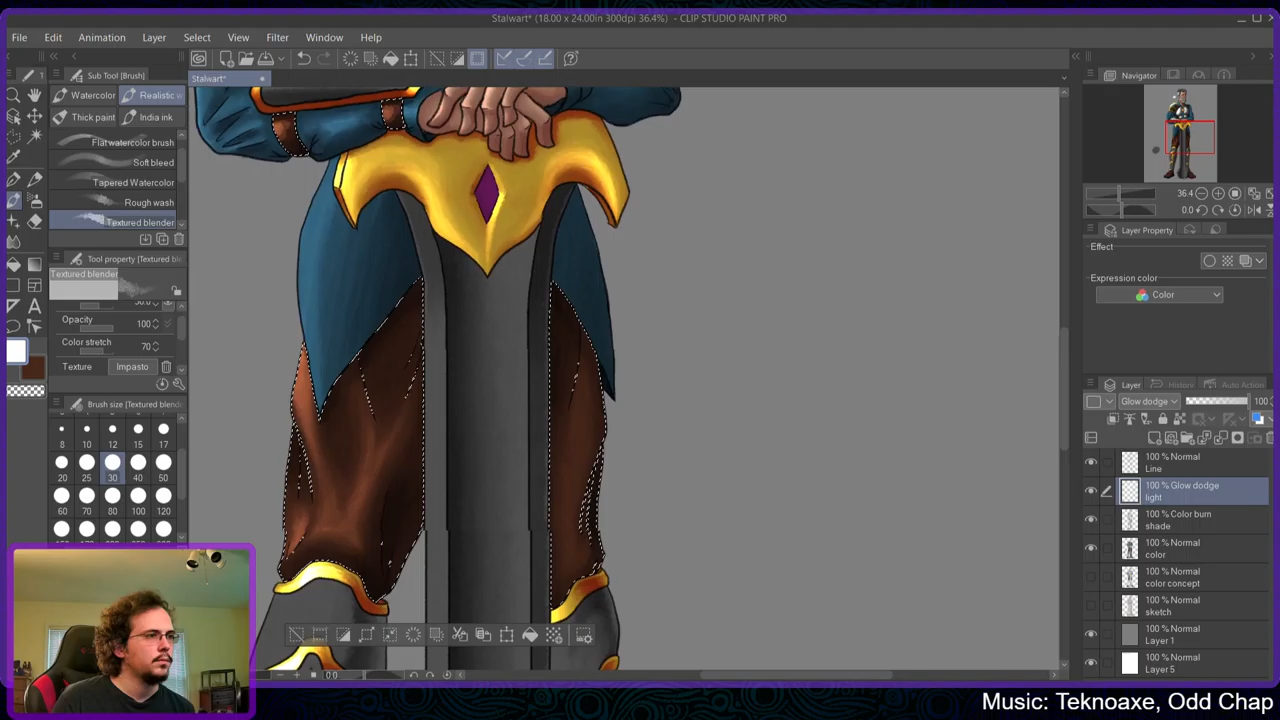 Stalwart* (18.00 x 24.00in 300dpi 36.4%) - CLIP STUDIO PAINT PRO
File Edit Animation Layer Select View Filter Window Help
Sub Tool [Brush]
Stalwart*
Navigator
Watercolor Realistic w
Thick paint India ink
Flat watercolor brush
Soft bleed
Tapered Watercolor
Rough wash
Textured blender
36.4
0.0
Tool property [Textured ble
Textured blender
Opacity 100
Color stretch 70
Texture Impasto
Brush size [Textured blend
8 10 12 15 17
20 25 30 40 50
60 70 80 100 120
Layer Property
Effect
Expression color
Color
Layer History Auto Action
Glow dodge 100
100 % Normal
Line
100 % Glow dodge
light
100 % Color burn
shade
100 % Normal
color
100 % Normal
color concept
100 % Normal
sketch
100 % Normal
Layer 1
100 % Normal
Layer 5
0.0
Music: Teknoaxe, Odd Chap